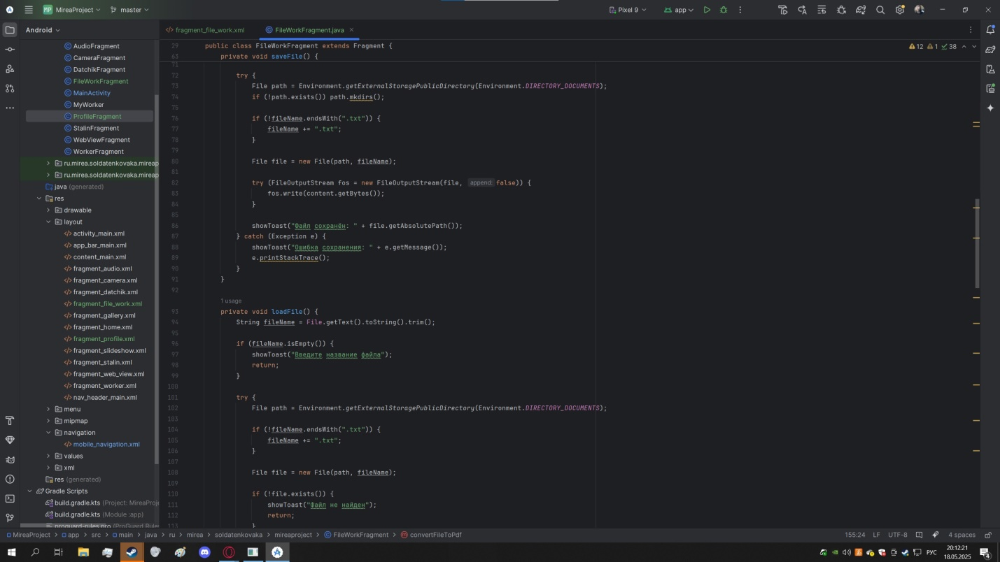 MP MireaProject master Pixel 9 app
Android
fragment_file_work.xml FileWorkFragment.java
AudioFragment
CameraFragment
DatchikFragment
FileWorkFragment
MainActivity
MyWorker
ProfileFragment
StalinFragment
WebViewFragment
WorkerFragment
ru.mirea.soldatenkovaka.mireap
ru.mirea.soldatenkovaka.mireap
java (generated)
res
drawable
layout
activity_main.xml
app_bar_main.xml
content_main.xml
fragment_audio.xml
fragment_camera.xml
fragment_datchik.xml
fragment_file_work.xml
fragment_gallery.xml
fragment_home.xml
fragment_profile.xml
fragment_slideshow.xml
fragment_stalin.xml
fragment_web_view.xml
fragment_worker.xml
nav_header_main.xml
menu
mipmap
navigation
mobile_navigation.xml
values
xml
res (generated)
Gradle Scripts
build.gradle.kts (Project: MireaProj
build.gradle.kts (Module :app)
proguard-rules.pro (ProGuard Rule
12 1 38
29 public class FileWorkFragment extends Fragment {
63 private void saveFile() {
71
72 try {
73 File path = Environment.getExternalStoragePublicDirectory(Environment.DIRECTORY_DOCUMENTS);
74 if (!path.exists()) path.mkdirs();
75
76 if (!fileName.endsWith(".txt")) {
77 fileName += ".txt";
78 }
79
80 File file = new File(path, fileName);
81
82 try (FileOutputStream fos = new FileOutputStream(file, append: false)) {
83 fos.write(content.getBytes());
84 }
85
86 showToast("Файл сохранён: " + file.getAbsolutePath());
87 } catch (Exception e) {
88 showToast("Ошибка сохранения: " + e.getMessage());
89 e.printStackTrace();
90 }
91 }
92
1 usage
93 private void loadFile() {
94 String fileName = File.getText().toString().trim();
95
96 if (fileName.isEmpty()) {
97 showToast("Введите название файла");
98 return;
99 }
100
101 try {
102 File path = Environment.getExternalStoragePublicDirectory(Environment.DIRECTORY_DOCUMENTS);
103
104 if (!fileName.endsWith(".txt")) {
105 fileName += ".txt";
106 }
107
108 File file = new File(path, fileName);
109
110 if (!file.exists()) {
111 showToast("Файл не найден");
112 return;
113 }
MireaProject app src main java ru mirea soldatenkovaka mireaproject FileWorkFragment convertFileToPdf
155:24 LF UTF-8 4 spaces
РУС
20:12:21
18.05.2025
4